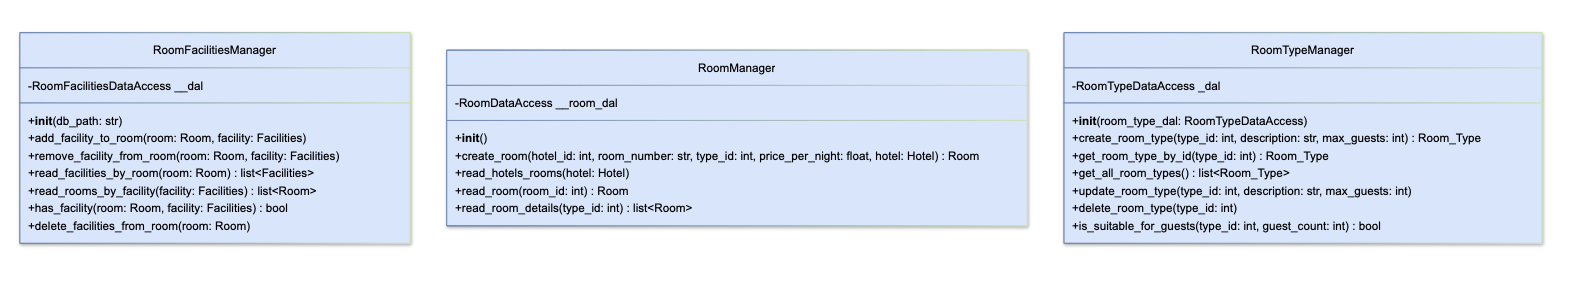 RoomFacilitiesManager
-RoomFacilitiesDataAccess __dal
+init(db_path: str)
+add_facility_to_room(room: Room, facility: Facilities)
+remove_facility_from_room(room: Room, facility: Facilities)
+read_facilities_by_room(room: Room) : list<Facilities>
+read_rooms_by_facility(facility: Facilities) : list<Room>
+has_facility(room: Room, facility: Facilities) : bool
+delete_facilities_from_room(room: Room)
RoomManager
-RoomDataAccess __room_dal
+init()
+create_room(hotel_id: int, room_number: str, type_id: int, price_per_night: float, hotel: Hotel) : Room
+read_hotels_rooms(hotel: Hotel)
+read_room(room_id: int) : Room
+read_room_details(type_id: int) : list<Room>
RoomTypeManager
-RoomTypeDataAccess _dal
+init(room_type_dal: RoomTypeDataAccess)
+create_room_type(type_id: int, description: str, max_guests: int) : Room_Type
+get_room_type_by_id(type_id: int) : Room_Type
+get_all_room_types() : list<Room_Type>
+update_room_type(type_id: int, description: str, max_guests: int)
+delete_room_type(type_id: int)
+is_suitable_for_guests(type_id: int, guest_count: int) : bool